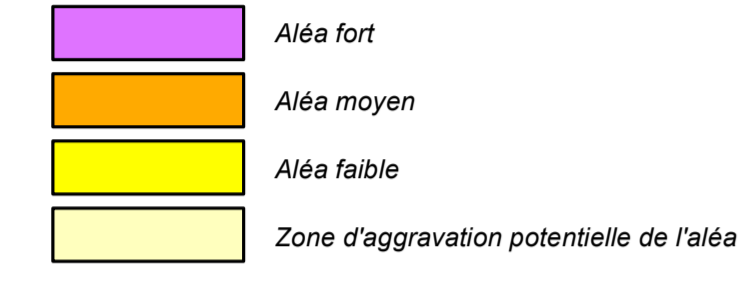 Aléa fort
Aléa moyen
Aléa faible
Zone d'aggravation potentielle de l'aléa